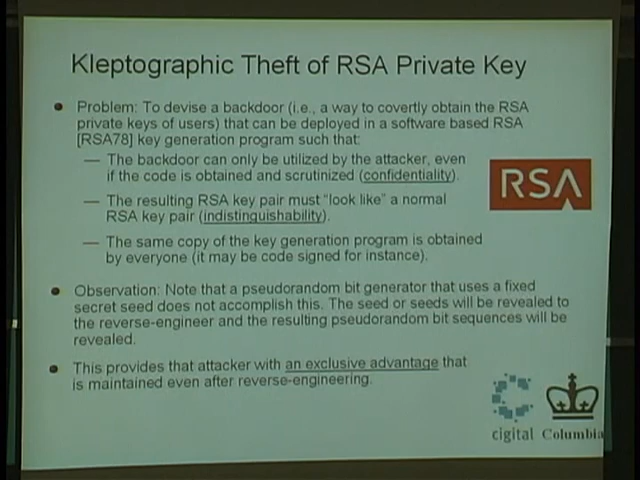 Kleptographic Theft of RSA Private Key
• Problem: To devise a backdoor (i.e., a way to covertly obtain the RSA
private keys of users) that can be deployed in a software based RSA
[RSA78] key generation program such that:
— The backdoor can only be utilized by the attacker, even
if the code is obtained and scrutinized (confidentiality).
— The resulting RSA key pair must “look like” a normal
RSA key pair (indistinguishability).
— The same copy of the key generation program is obtained
by everyone (it may be code signed for instance).
RSA
• Observation: Note that a pseudorandom bit generator that uses a fixed
secret seed does not accomplish this. The seed or seeds will be revealed to
the reverse-engineer and the resulting pseudorandom bit sequences will be
revealed.
• This provides that attacker with an exclusive advantage that
is maintained even after reverse-engineering.
cigital Columbia